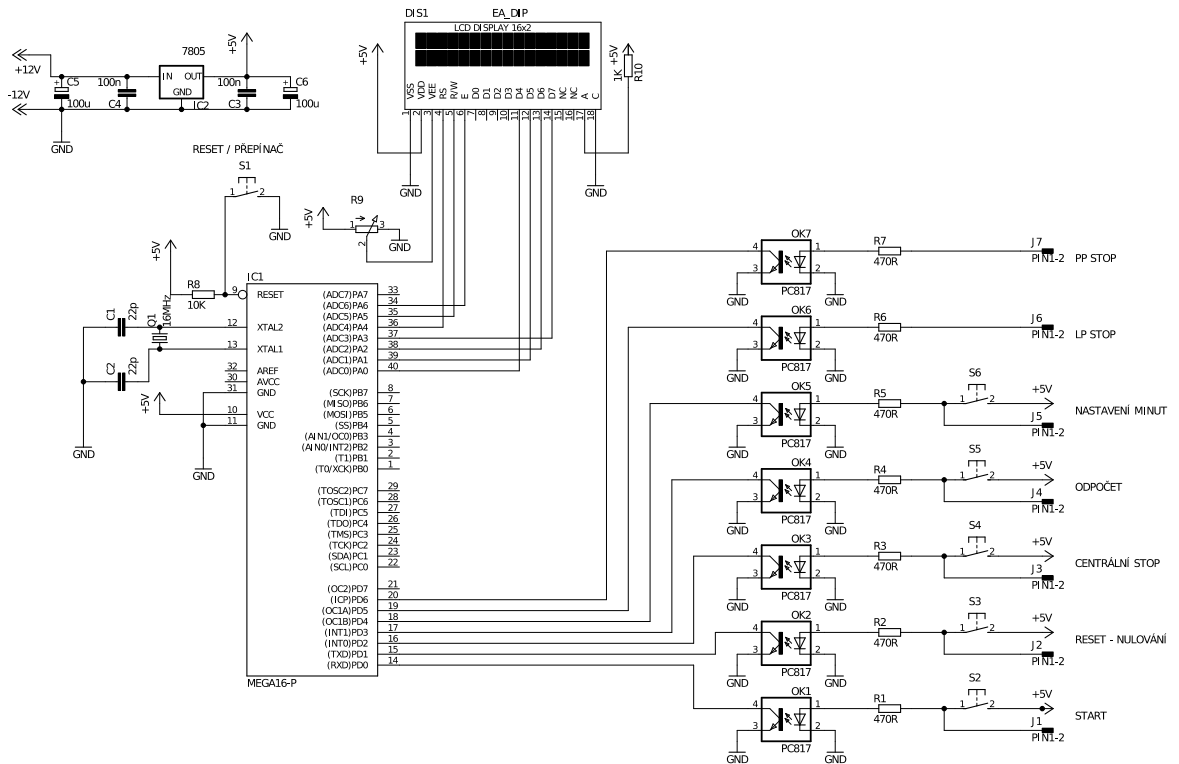 DIS1 EA_DIP
LCD DISPLAY 16x2
+5V
VSS VDD VEE RS R/W E D0 D1 D2 D3 D4 D5 D6 D7 NC NC A C
1 2 3 4 5 6 7 8 9 10 11 12 13 14 15 16 17 18
GND
GND
+5V
1K
R10
+12V
-12V
7805
IN OUT
GND
IC2
+5V
C5
100u
100n
C4
100n
C3
C6
100u
GND
RESET / PŘEPÍNAČ
S1
1 2
GND
R9
+5V
1 3
2
GND
+5V
R8
10K
IC1
9 RESET
12 XTAL2
13 XTAL1
32 AREF
30 AVCC
31 GND
10 VCC
11 GND
C1
22p
Q1
16MHz
C2
22p
+5V
GND
GND
(ADC7)PA7 33
(ADC6)PA6 34
(ADC5)PA5 35
(ADC4)PA4 36
(ADC3)PA3 37
(ADC2)PA2 38
(ADC1)PA1 39
(ADC0)PA0 40
(SCK)PB7 8
(MISO)PB6 7
(MOSI)PB5 6
(SS)PB4 5
(AIN1/OC0)PB3 4
(AIN0/INT2)PB2 3
(T1)PB1 2
(T0/XCK)PB0 1
(TOSC2)PC7 29
(TOSC1)PC6 28
(TDI)PC5 27
(TDO)PC4 26
(TMS)PC3 25
(TCK)PC2 24
(SDA)PC1 23
(SCL)PC0 22
(OC2)PD7 21
(ICP)PD6 20
(OC1A)PD5 19
(OC1B)PD4 18
(INT1)PD3 17
(INT0)PD2 16
(TXD)PD1 15
(RXD)PD0 14
MEGA16-P
OK7
4 1
3 2
PC817
GND
GND
R7
470R
J7
PIN1-2
PP STOP
OK6
4 1
3 2
PC817
GND
GND
R6
470R
J6
PIN1-2
LP STOP
OK5
4 1
3 2
PC817
GND
GND
R5
470R
S6
1 2
+5V
J5
PIN1-2
NASTAVENÍ MINUT
OK4
4 1
3 2
PC817
GND
GND
R4
470R
S5
1 2
+5V
J4
PIN1-2
ODPOČET
OK3
4 1
3 2
PC817
GND
GND
R3
470R
S4
1 2
+5V
J3
PIN1-2
CENTRÁLNÍ STOP
OK2
4 1
3 2
PC817
GND
GND
R2
470R
S3
1 2
+5V
J2
PIN1-2
RESET - NULOVÁNÍ
OK1
4 1
3 2
PC817
GND
GND
R1
470R
S2
1 2
+5V
J1
PIN1-2
START